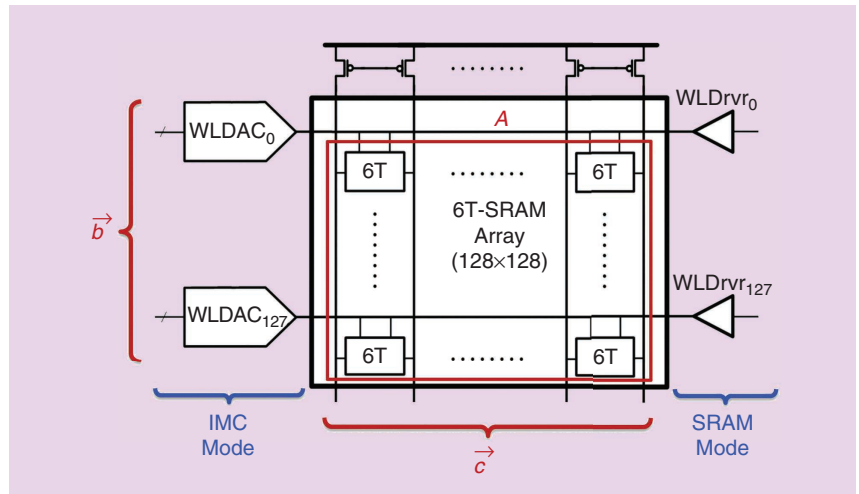 WLDrvr0
WLDAC0
A
6T
6T
6T-SRAM
Array
(128×128)
b
WLDrvr127
WLDAC127
6T
6T
IMC
Mode
c
SRAM
Mode